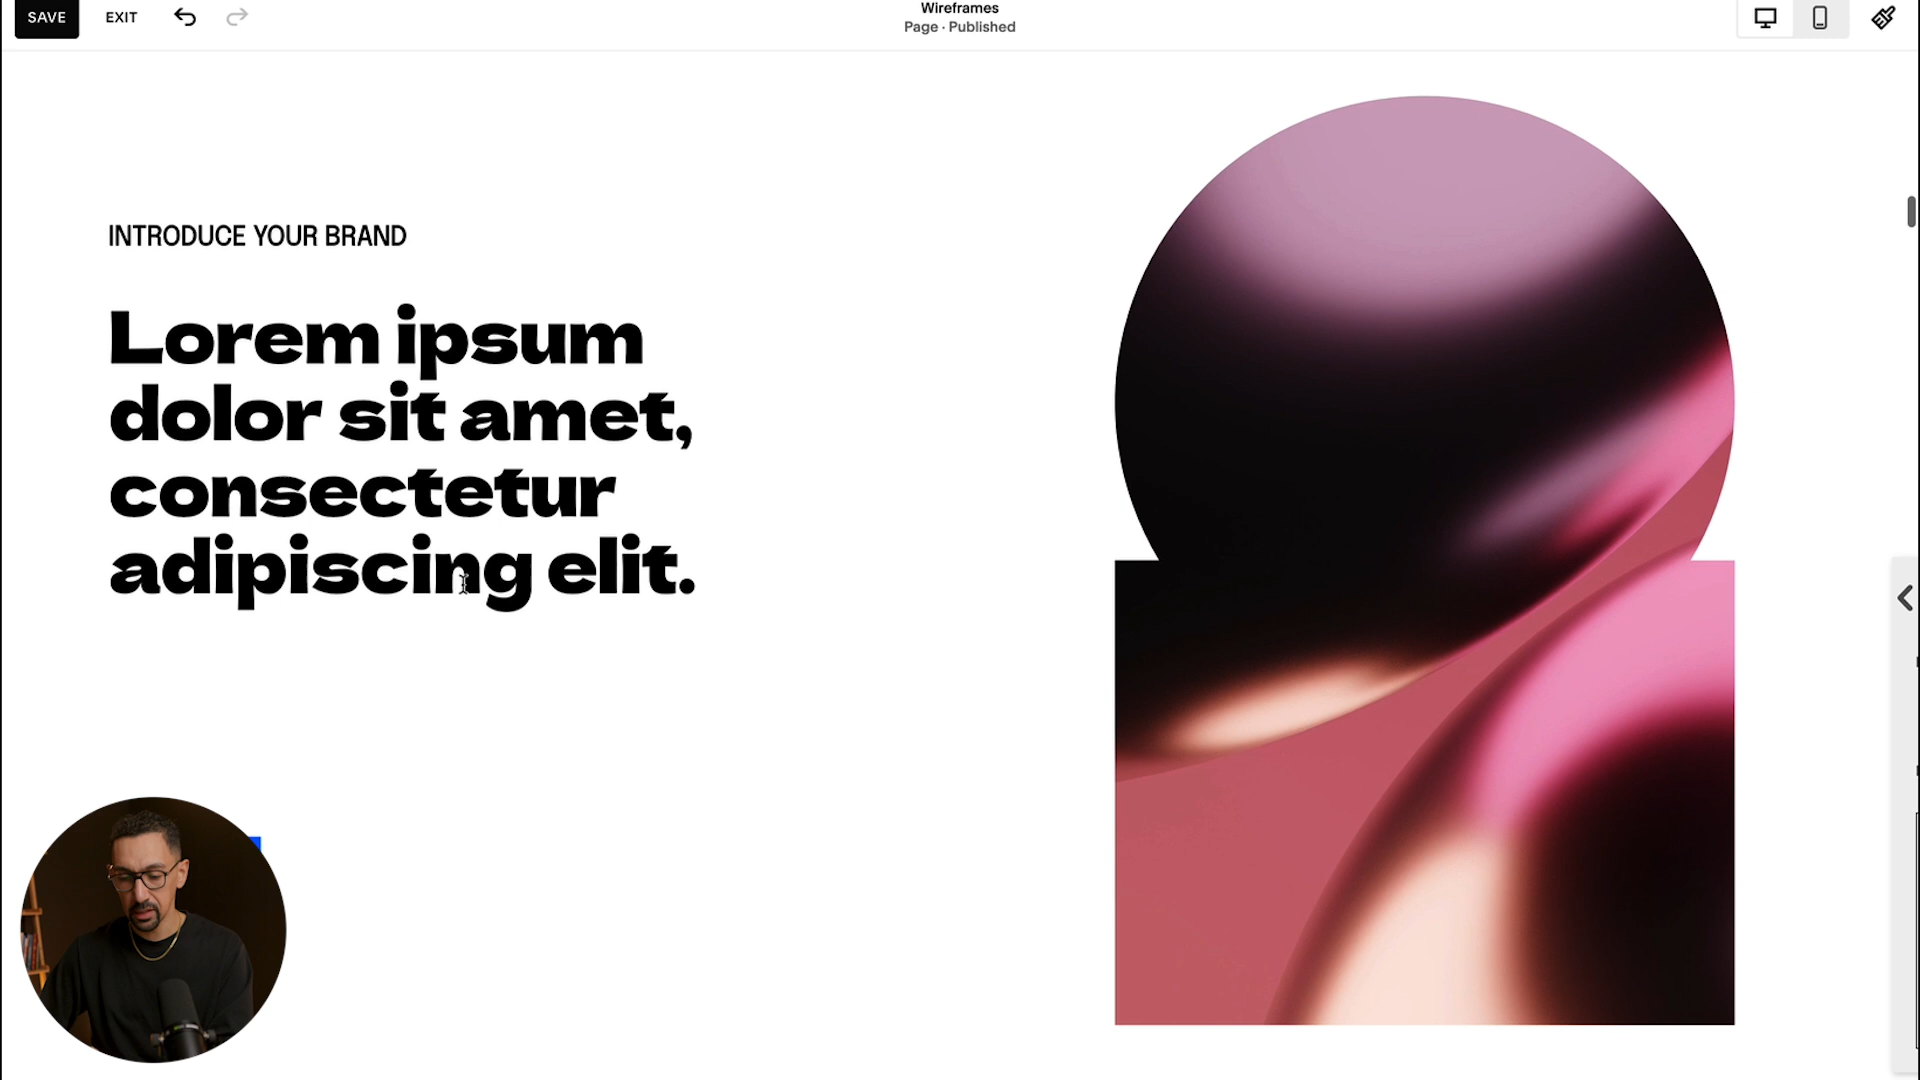 SAVE
EXIT
Wireframes
Page · Published
INTRODUCE YOUR BRAND
Lorem ipsum
dolor sit amet,
consectetur
adipiscing elit.